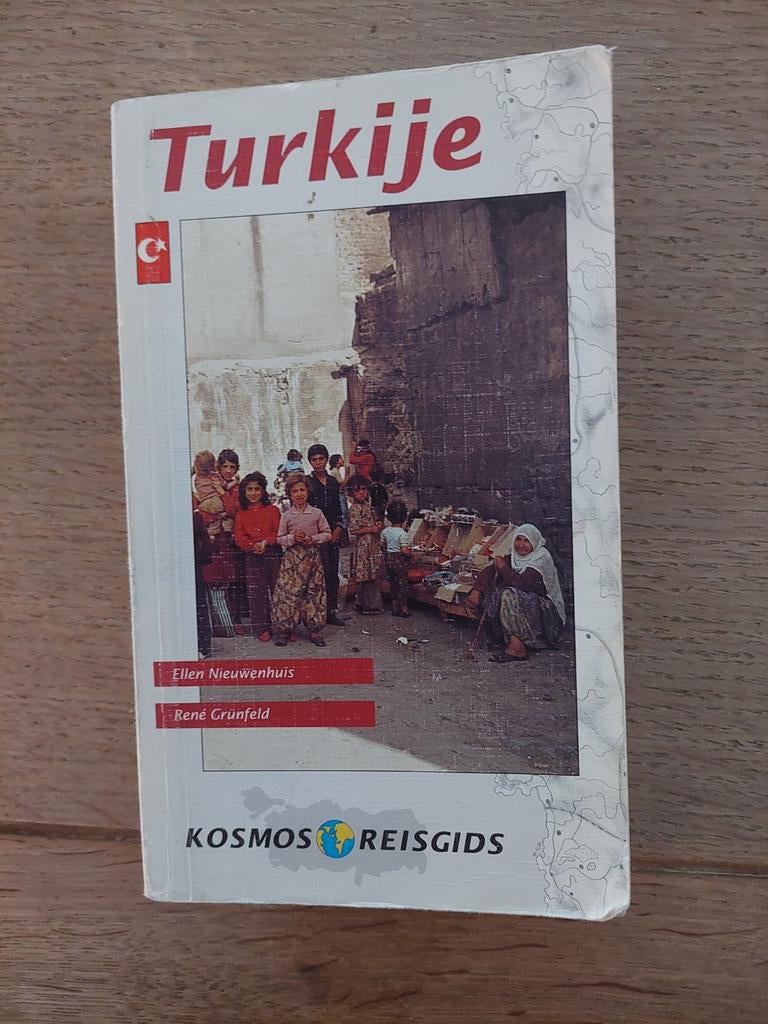 Turkije
Ellen Nieuwenhuis
René Grünfeld
KOSMOS REISGIDS